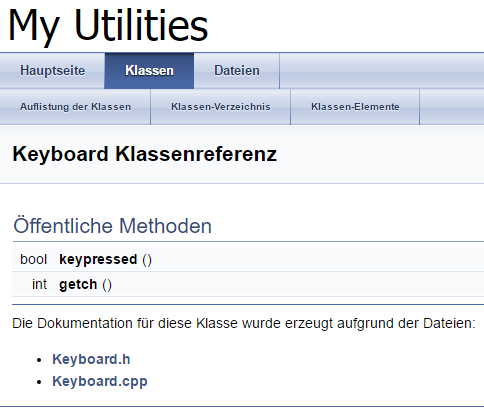 My Utilities
Hauptseite Klassen Dateien
Auflistung der Klassen Klassen-Verzeichnis Klassen-Elemente
Keyboard Klassenreferenz
Öffentliche Methoden
bool keypressed ()
int getch ()
Die Dokumentation für diese Klasse wurde erzeugt aufgrund der Dateien:
• Keyboard.h
• Keyboard.cpp